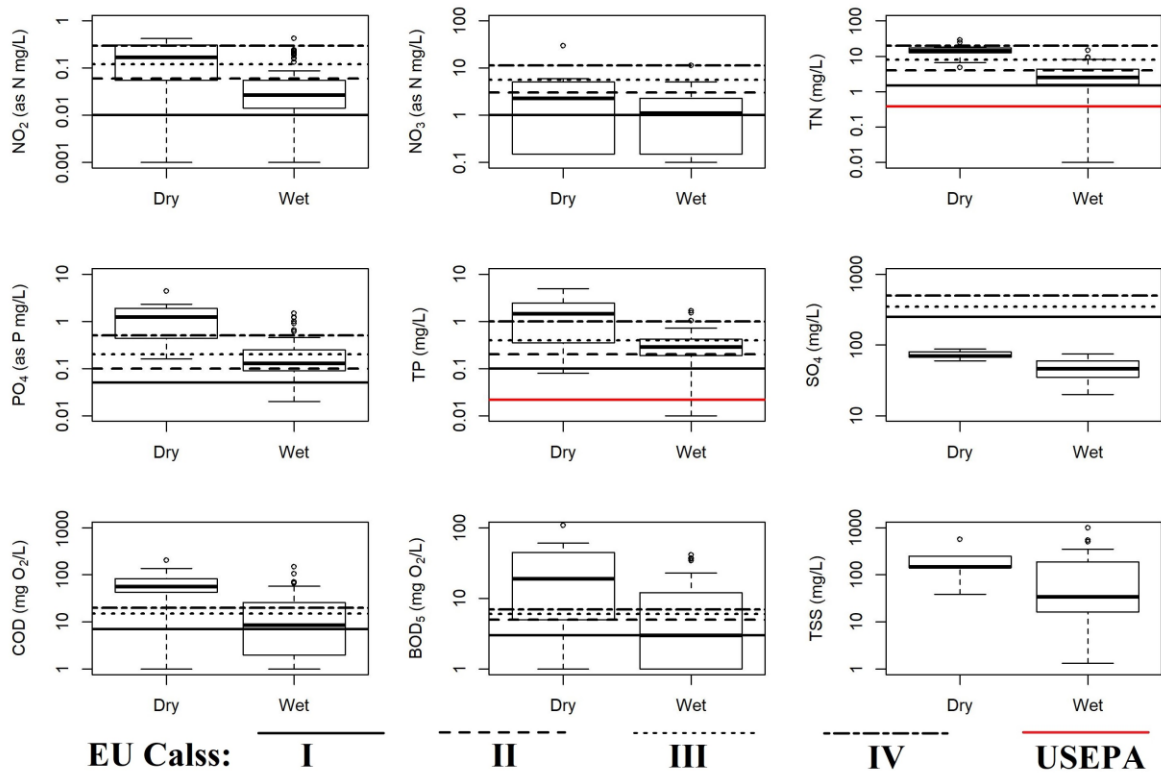 NO2 (as N mg/L)
1
0.1
0.01
0.001
Dry Wet
NO3 (as N mg/L)
100
10
1
0.1
Dry Wet
TN (mg/L)
100
10
1
0.1
0.01
Dry Wet
PO4 (as P mg/L)
10
1
0.1
0.01
Dry Wet
TP (mg/L)
10
1
0.1
0.01
Dry Wet
SO4 (mg/L)
1000
100
10
Dry Wet
COD (mg O2/L)
1000
100
10
1
Dry Wet
BOD5 (mg O2/L)
100
10
1
Dry Wet
TSS (mg/L)
1000
100
10
1
Dry Wet
EU Calss: I II III IV USEPA